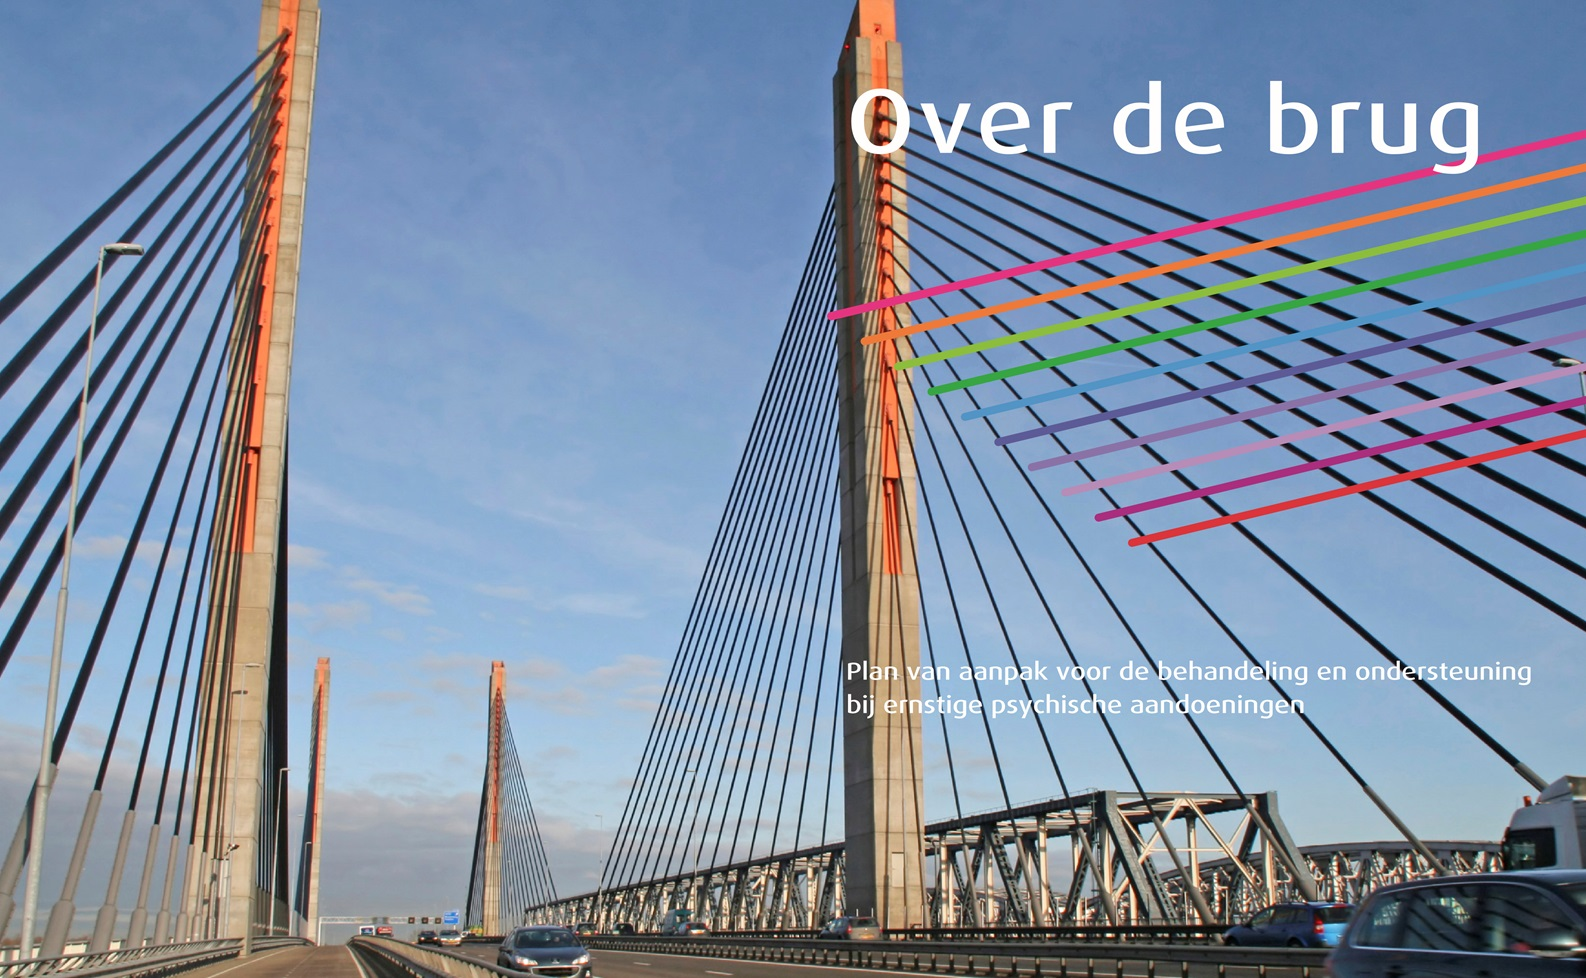 Over de brug
Plan van aanpak voor de behandeling en ondersteuning
bij ernstige psychische aandoeningen